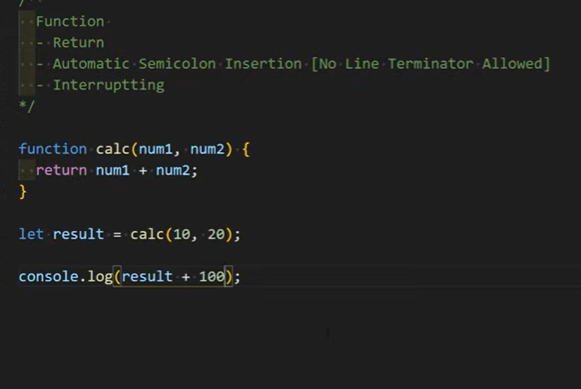 /**
Function
- Return
- Automatic Semicolon Insertion [No Line Terminator Allowed]
- Interruptting
*/
function calc(num1, num2) {
return num1 + num2;
}
let result = calc(10, 20);
console.log(result + 100);